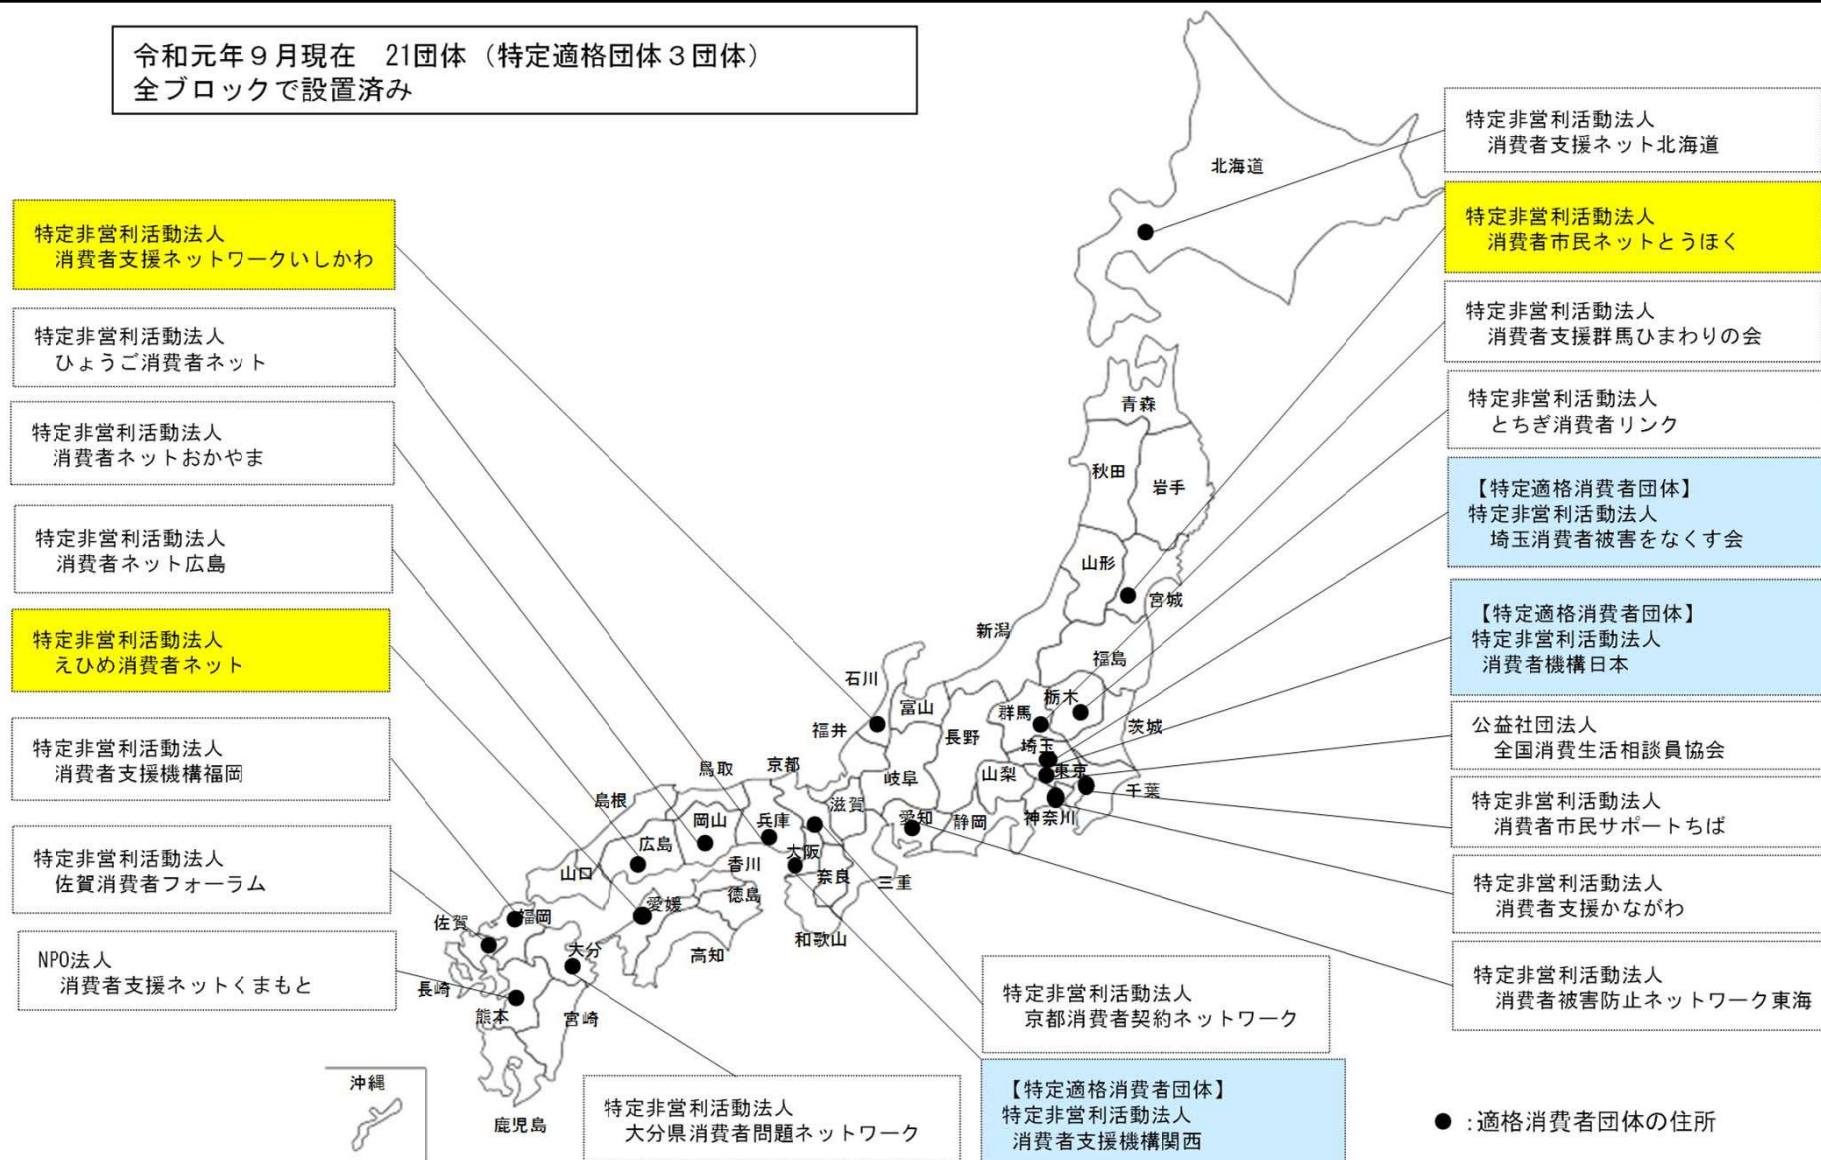 令和元年９月現在　21団体（特定適格団体３団体）
全ブロックで設置済み
特定非営利活動法人
消費者支援ネットワークいしかわ
特定非営利活動法人
ひょうご消費者ネット
特定非営利活動法人
消費者ネットおかやま
特定非営利活動法人
消費者ネット広島
特定非営利活動法人
えひめ消費者ネット
特定非営利活動法人
消費者支援機構福岡
特定非営利活動法人
佐賀消費者フォーラム
NPO法人
消費者支援ネットくまもと
特定非営利活動法人
大分県消費者問題ネットワーク
【特定適格消費者団体】
特定非営利活動法人
消費者支援機構関西
特定非営利活動法人
京都消費者契約ネットワーク
特定非営利活動法人
消費者支援ネット北海道
特定非営利活動法人
消費者市民ネットとうほく
特定非営利活動法人
消費者支援群馬ひまわりの会
特定非営利活動法人
とちぎ消費者リンク
【特定適格消費者団体】
特定非営利活動法人
埼玉消費者被害をなくす会
【特定適格消費者団体】
特定非営利活動法人
消費者機構日本
公益社団法人
全国消費生活相談員協会
特定非営利活動法人
消費者市民サポートちば
特定非営利活動法人
消費者支援かながわ
特定非営利活動法人
消費者被害防止ネットワーク東海
●：適格消費者団体の住所
北海道
青森
秋田
岩手
山形
宮城
新潟
福島
石川
富山
群馬
栃木
福井
長野
茨城
埼玉
京都
鳥取
岐阜
山梨
東京
千葉
島根
滋賀
岡山
兵庫
愛知
静岡
神奈川
広島
大阪
香川
山口
奈良
三重
徳島
愛媛
福岡
佐賀
和歌山
高知
大分
長崎
熊本
宮崎
沖縄
鹿児島